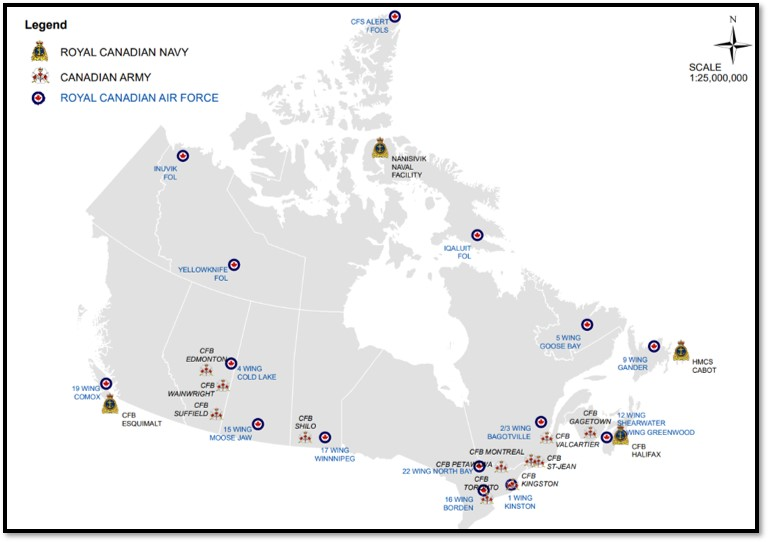 Legend
ROYAL CANADIAN NAVY
CANADIAN ARMY
ROYAL CANADIAN AIR FORCE
N
SCALE
1:25,000,000
CFS ALERT
/ FOLS
NANISIVIK
NAVAL
FACILITY
INUVIK
FOL
IQALUIT
FOL
YELLOWKNIFE
FOL
5 WING
GOOSE BAY
9 WING
GANDER
HMCS
CABOT
CFB
EDMONTON
4 WING
COLD LAKE
CFB
WAINWRIGHT
19 WING
COMOX
CFB
ESQUIMALT
CFB
SUFFIELD
15 WING
MOOSE JAW
CFB
SHILO
17 WING
WINNNIPEG
2/3 WING
BAGOTVILLE
CFB
GAGETOWN
12 WING
SHEARWATER
WING GREENWOOD
CFB
VALCARTIER
CFB
HALIFAX
CFB MONTREAL
CFB
ST-JEAN
CFB PETAWAWA
22 WING NORTH BAY
CFB
TORONTO
CFB
KINGSTON
16 WING
BORDEN
1 WING
KINSTON